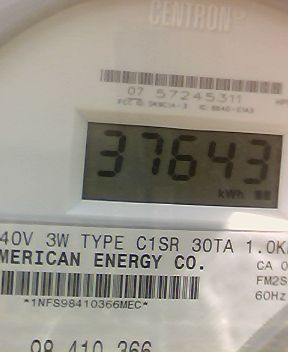 CENTRON®
07 57245311
37643
kWh
40V 3W TYPE C1SR 30TA 1.0K
MERICAN ENERGY CO.
CA 0
FM2S
*1NFS98410366MEC*
60Hz
98 410 366